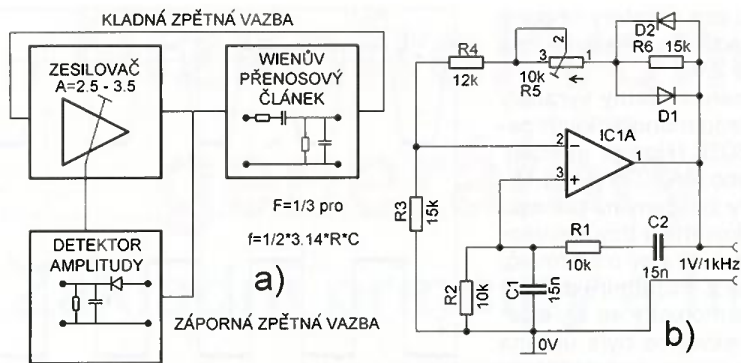 KLADNÁ ZPĚTNÁ VAZBA
ZESILOVAČ
A=2.5 - 3.5
WIENŮV
PŘENOSOVÝ
ČLÁNEK
F=1/3 pro
f=1/2*3.14*R*C
DETEKTOR
AMPLITUDY
a)
ZÁPORNÁ ZPĚTNÁ VAZBA
D2
R6 15k
D1
R4
12k
3 2 1
10k
R5
IC1A
2
3
1
R3
15k
R1
10k
C2
15n
1V/1kHz
R2
10k
C1
15n
0V
b)